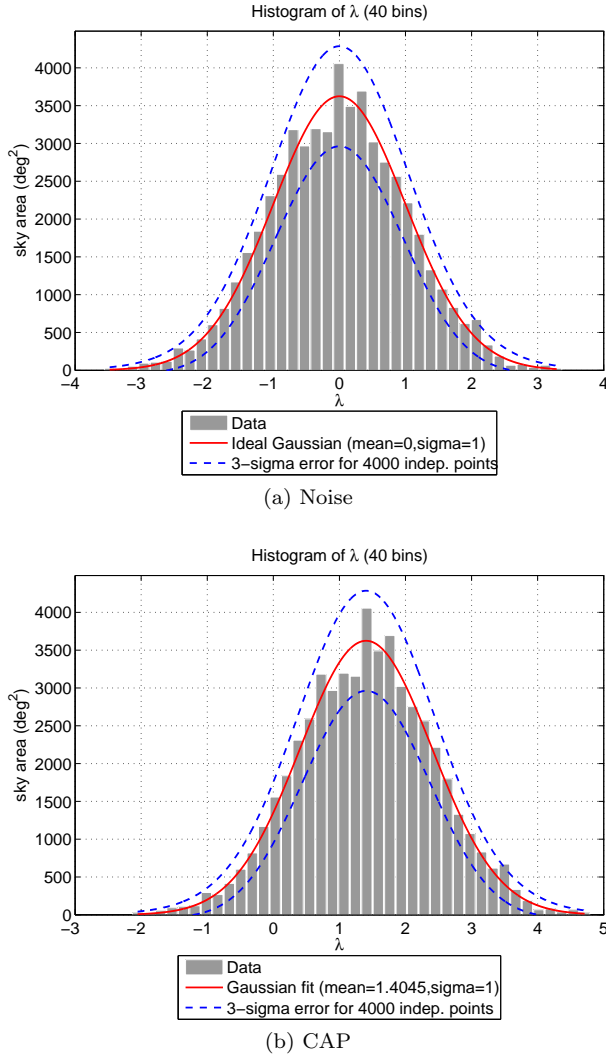 Histogram of λ (40 bins)
4000
3500
3000
2500
2000
1500
1000
500
0
sky area (deg²)
−4 −3 −2 −1 0 1 2 3 4
λ
Data
Ideal Gaussian (mean=0,sigma=1)
3−sigma error for 4000 indep. points
(a) Noise
Histogram of λ (40 bins)
4000
3500
3000
2500
2000
1500
1000
500
0
sky area (deg²)
−3 −2 −1 0 1 2 3 4 5
λ
Data
Gaussian fit (mean=1.4045,sigma=1)
3−sigma error for 4000 indep. points
(b) CAP